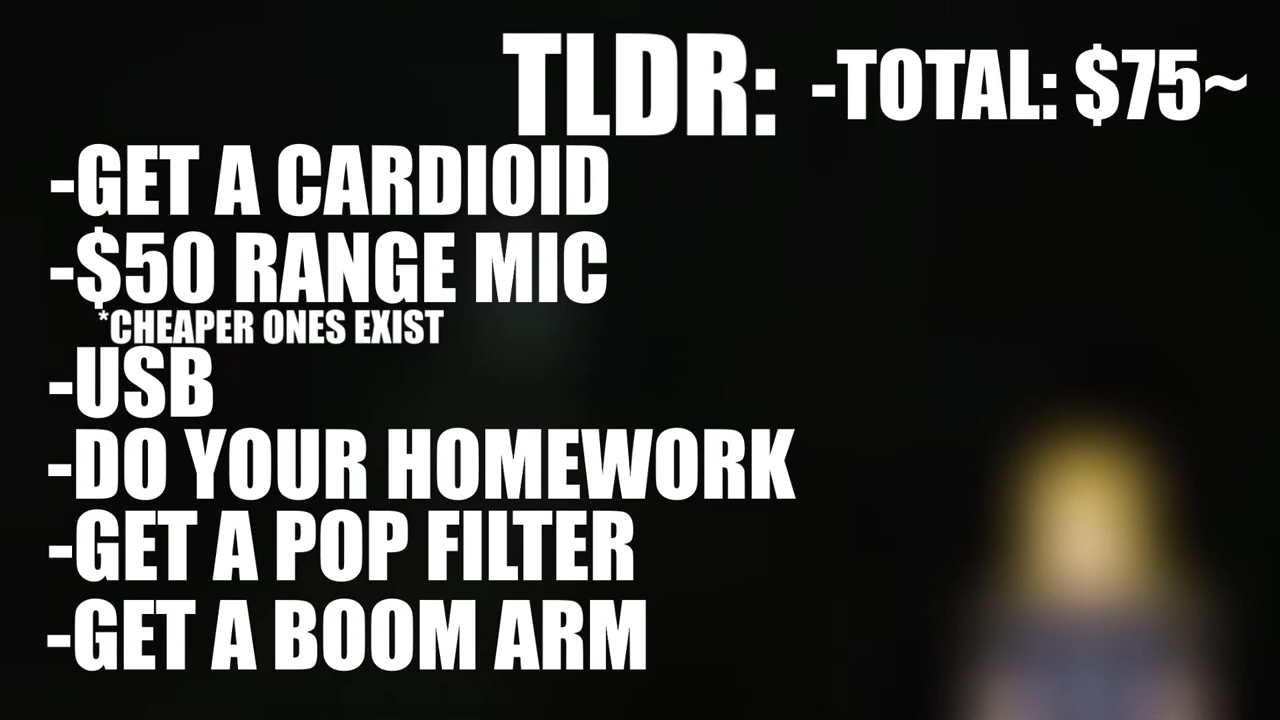 TLDR:
-TOTAL: $75~
-GET A CARDIOID
-$50 RANGE MIC
*CHEAPER ONES EXIST
-USB
-DO YOUR HOMEWORK
-GET A POP FILTER
-GET A BOOM ARM